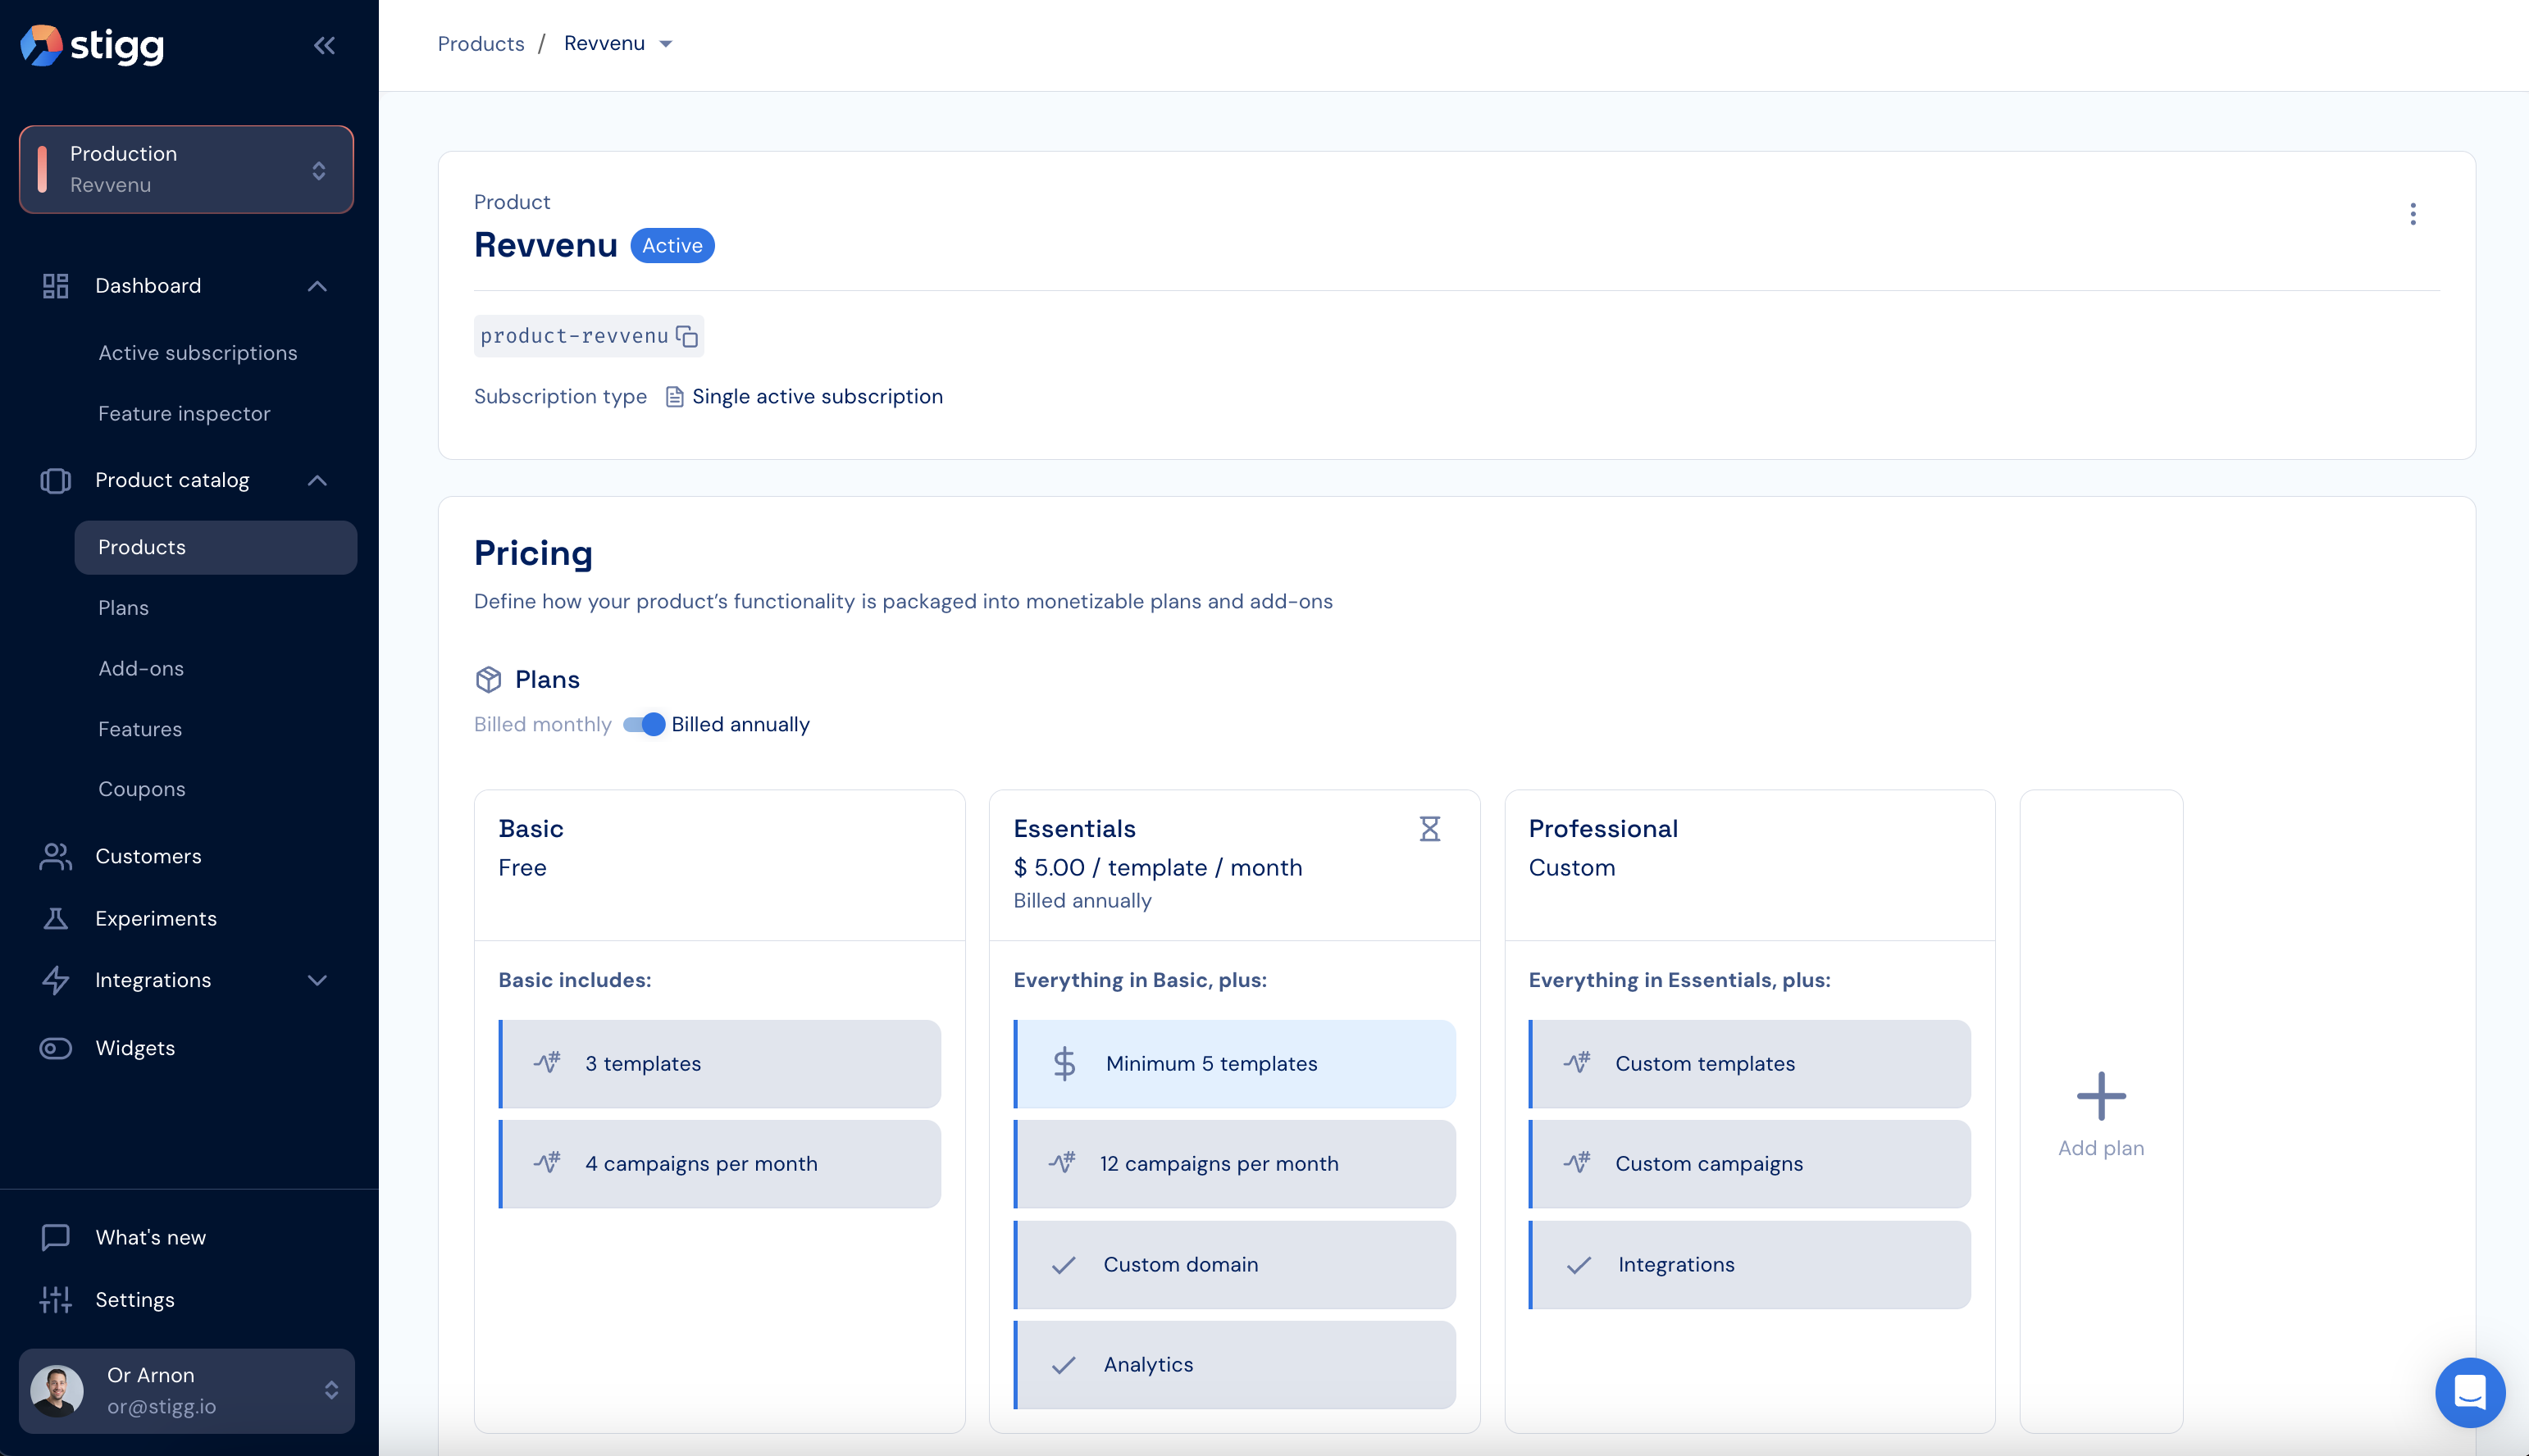 stigg
Production
Revvenu
Dashboard
Active subscriptions
Feature inspector
Product catalog
Products
Plans
Add-ons
Features
Coupons
Customers
Experiments
Integrations
Widgets
What's new
Settings
Or Arnon
or@stigg.io
Products / Revvenu
Product
Revvenu Active
product-revvenu
Subscription type Single active subscription
Pricing
Define how your product’s functionality is packaged into monetizable plans and add-ons
Plans
Billed monthly Billed annually
Basic
Free
Basic includes:
3 templates
4 campaigns per month
Essentials
$ 5.00 / template / month
Billed annually
Everything in Basic, plus:
Minimum 5 templates
12 campaigns per month
Custom domain
Analytics
Professional
Custom
Everything in Essentials, plus:
Custom templates
Custom campaigns
Integrations
Add plan